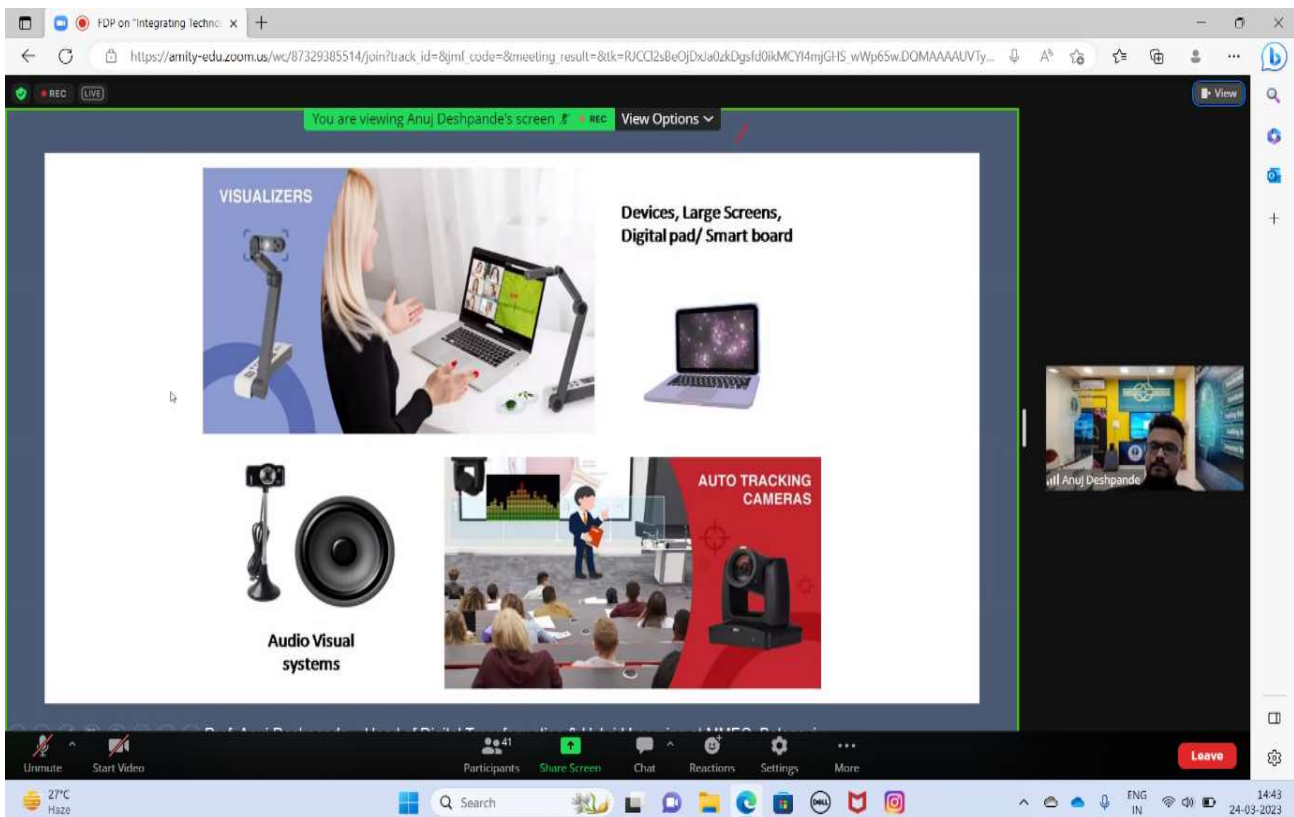 FDP on "Integrating Techno
https://amity-edu.zoom.us/wc/87329385514/join?track_id=&jmf_code=&meeting_result=&tk=
REC
LIVE
View
You are viewing Anuj Deshpande's screen
REC
View Options
VISUALIZERS
Devices, Large Screens,
Digital pad/ Smart board
AUTO TRACKING
CAMERAS
Audio Visual
systems
Anuj Deshpande
Unmute
Start Video
41
Participants
Share Screen
Chat
Reactions
Settings
More
Leave
27°C
Haze
Search
DELL
ENG
IN
14:43
24-03-2023